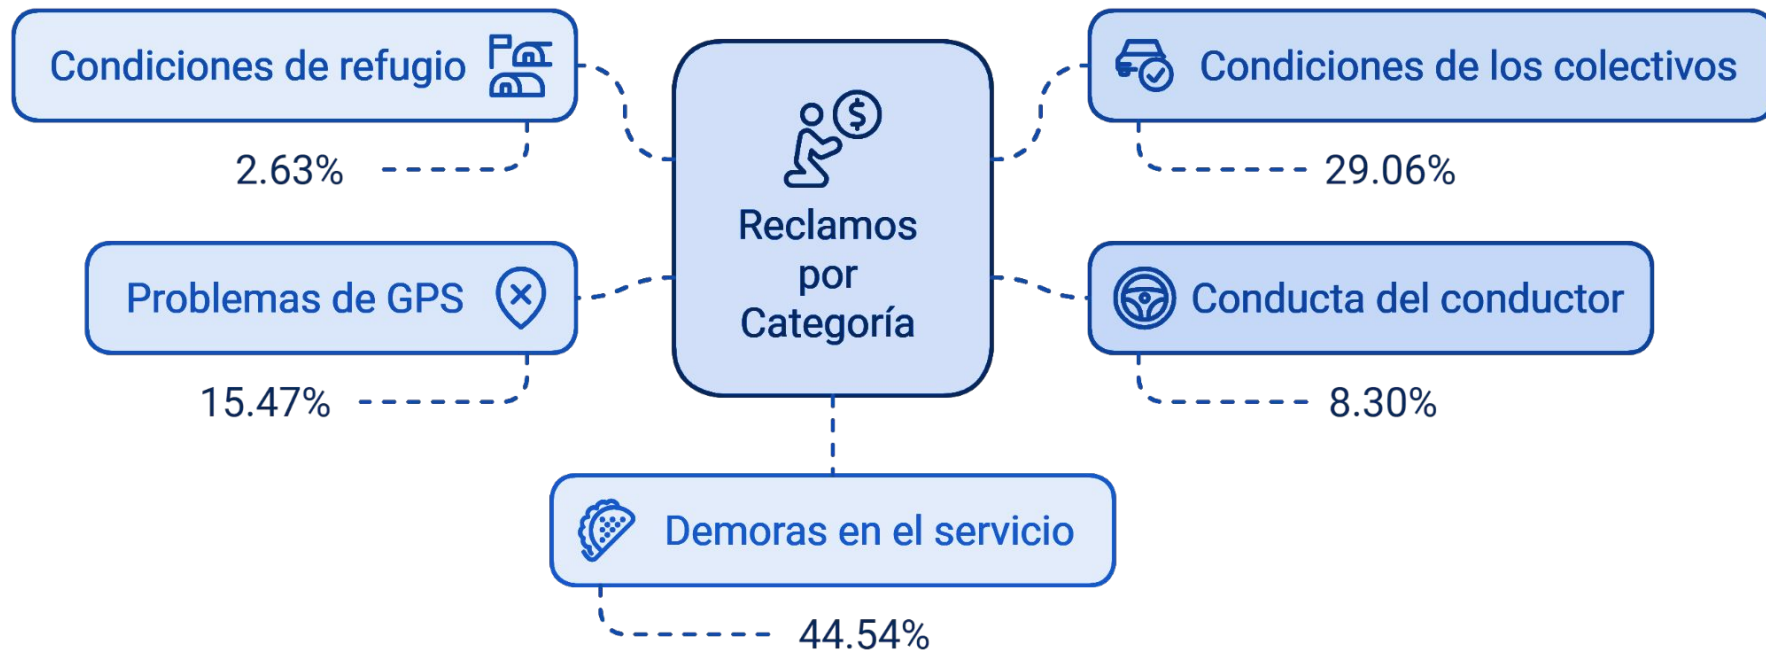 Condiciones de refugio
2.63%
Problemas de GPS
15.47%
$
Reclamos
por
Categoría
Condiciones de los colectivos
29.06%
Conducta del conductor
8.30%
Demoras en el servicio
44.54%